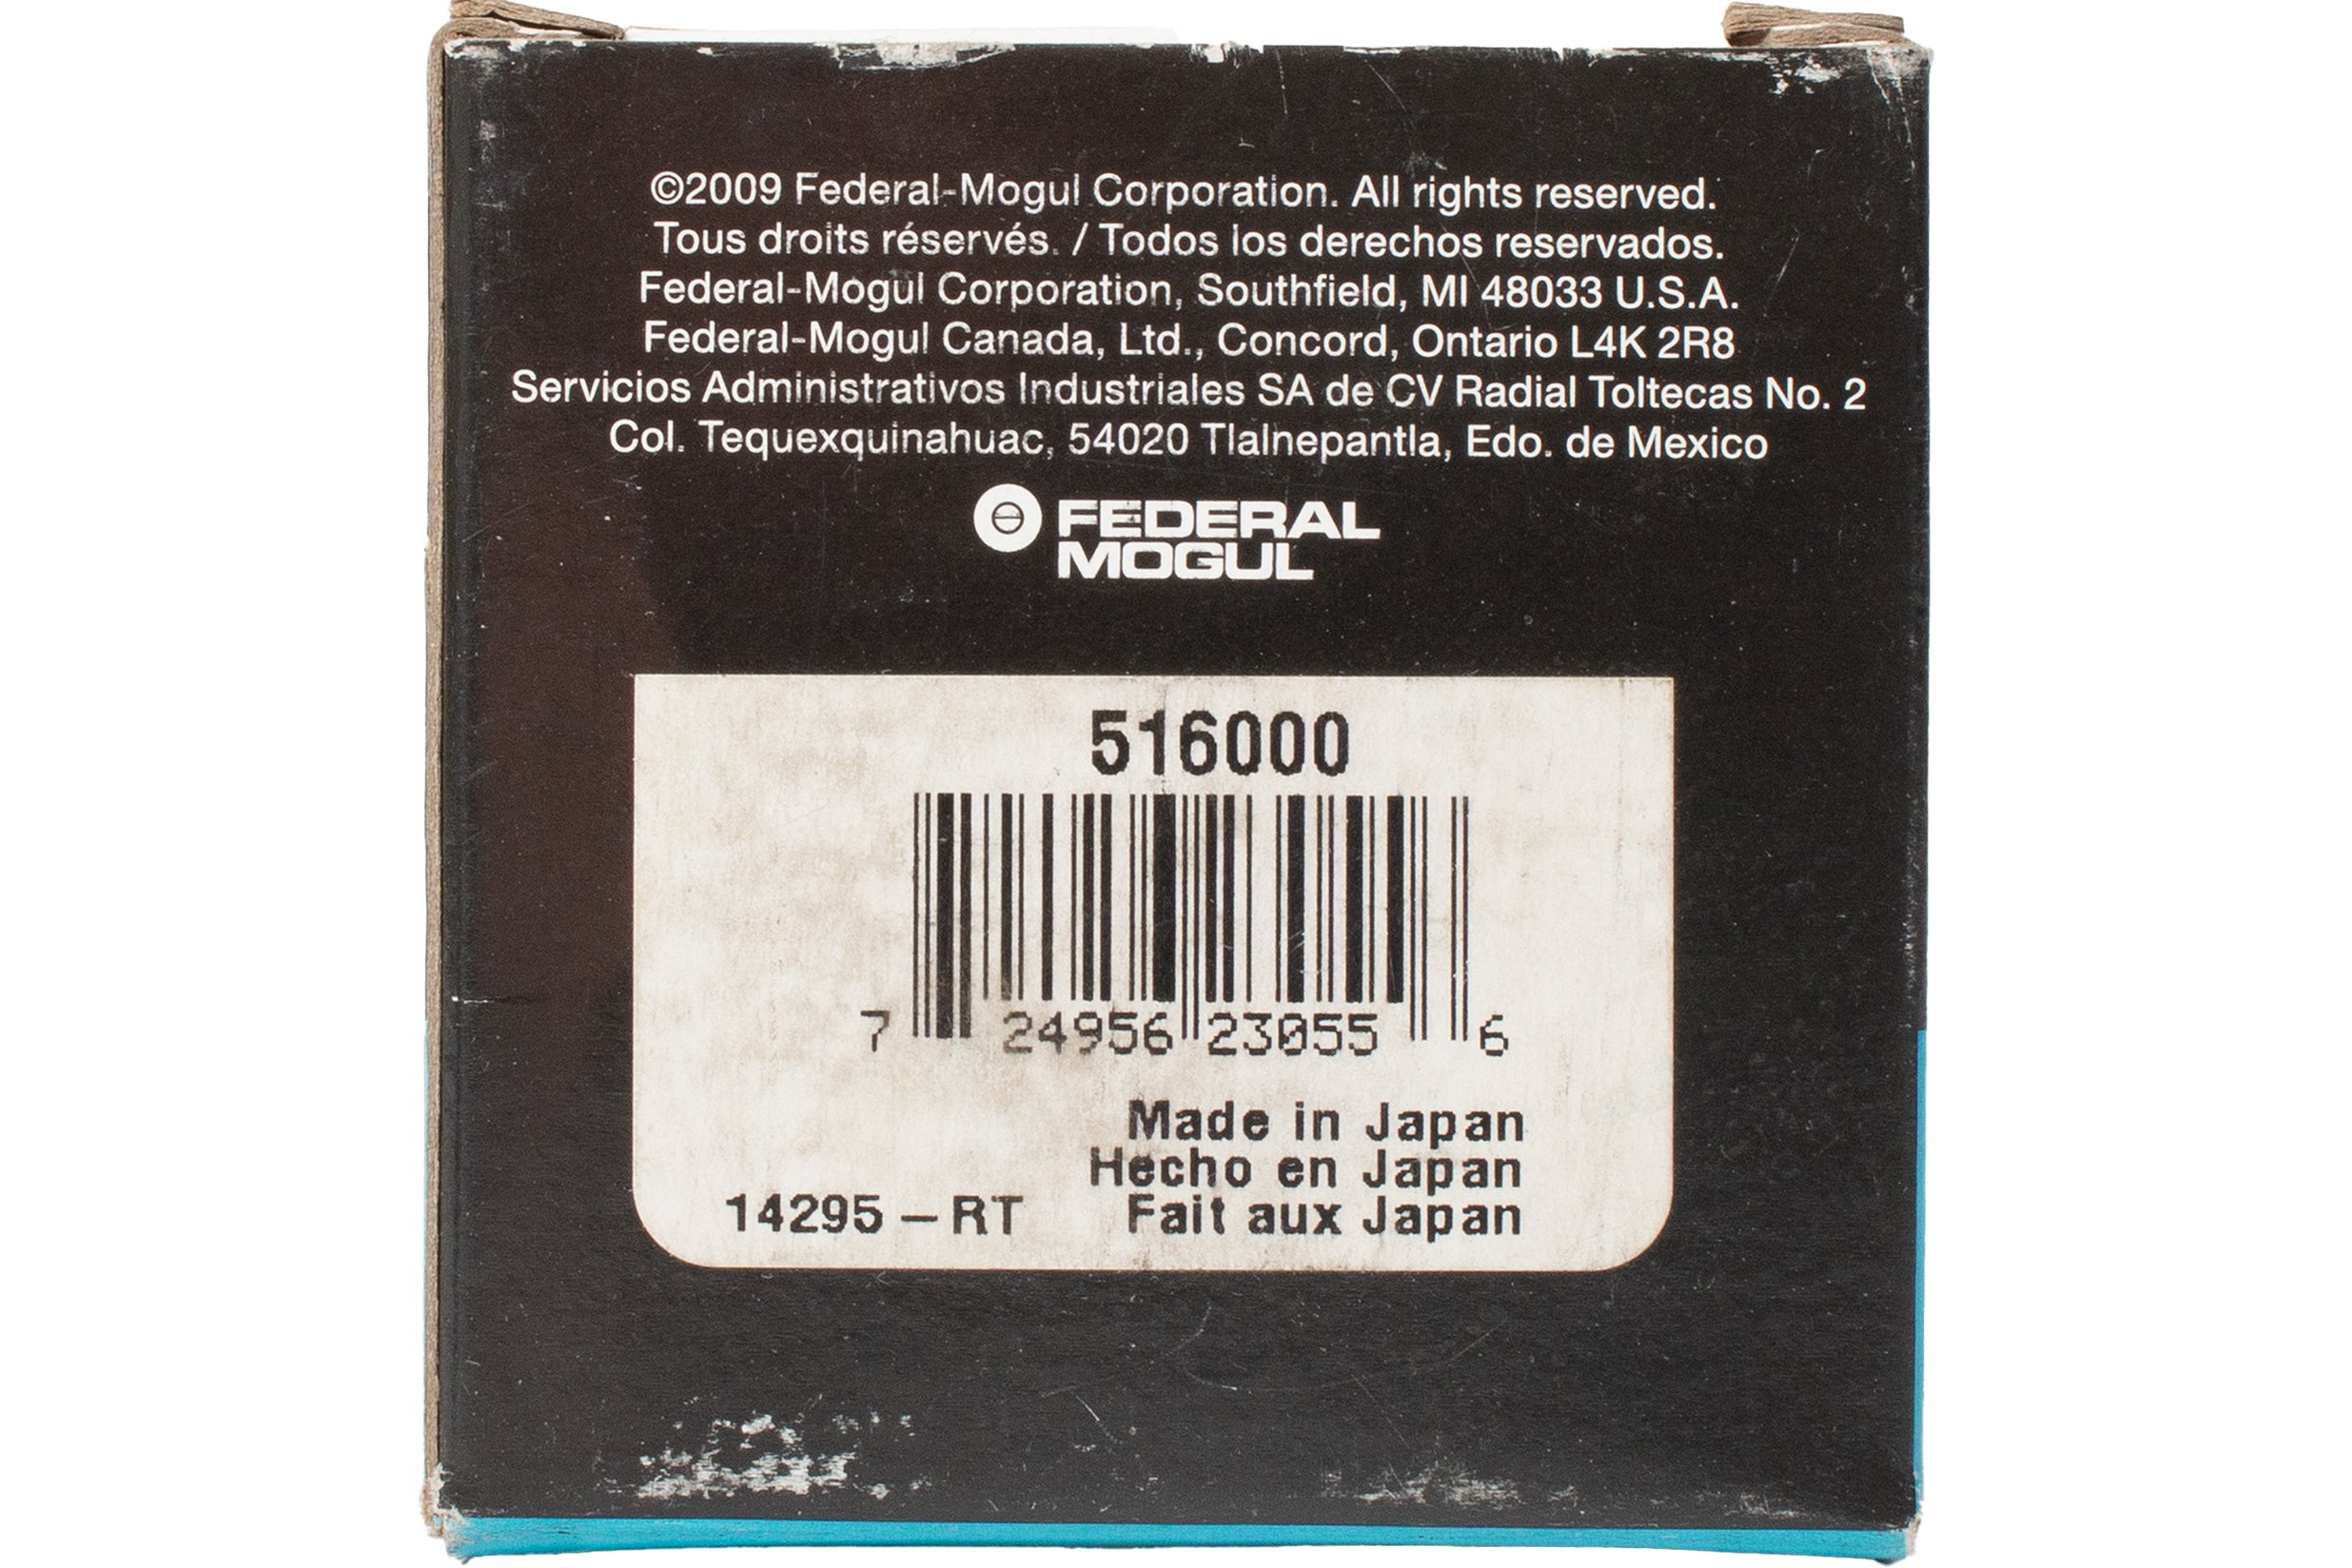 ©2009 Federal-Mogul Corporation. All rights reserved.
Tous droits réservés. / Todos los derechos reservados.
Federal-Mogul Corporation, Southfield, MI 48033 U.S.A.
Federal-Mogul Canada, Ltd., Concord, Ontario L4K 2R8
Servicios Administrativos Industriales SA de CV Radial Toltecas No. 2
Col. Tequexquinahuac, 54020 Tlalnepantla, Edo. de Mexico
FEDERAL
MOGUL
516000
7 24956 23055 6
Made in Japan
Hecho en Japan
14295-RT Fait aux Japan